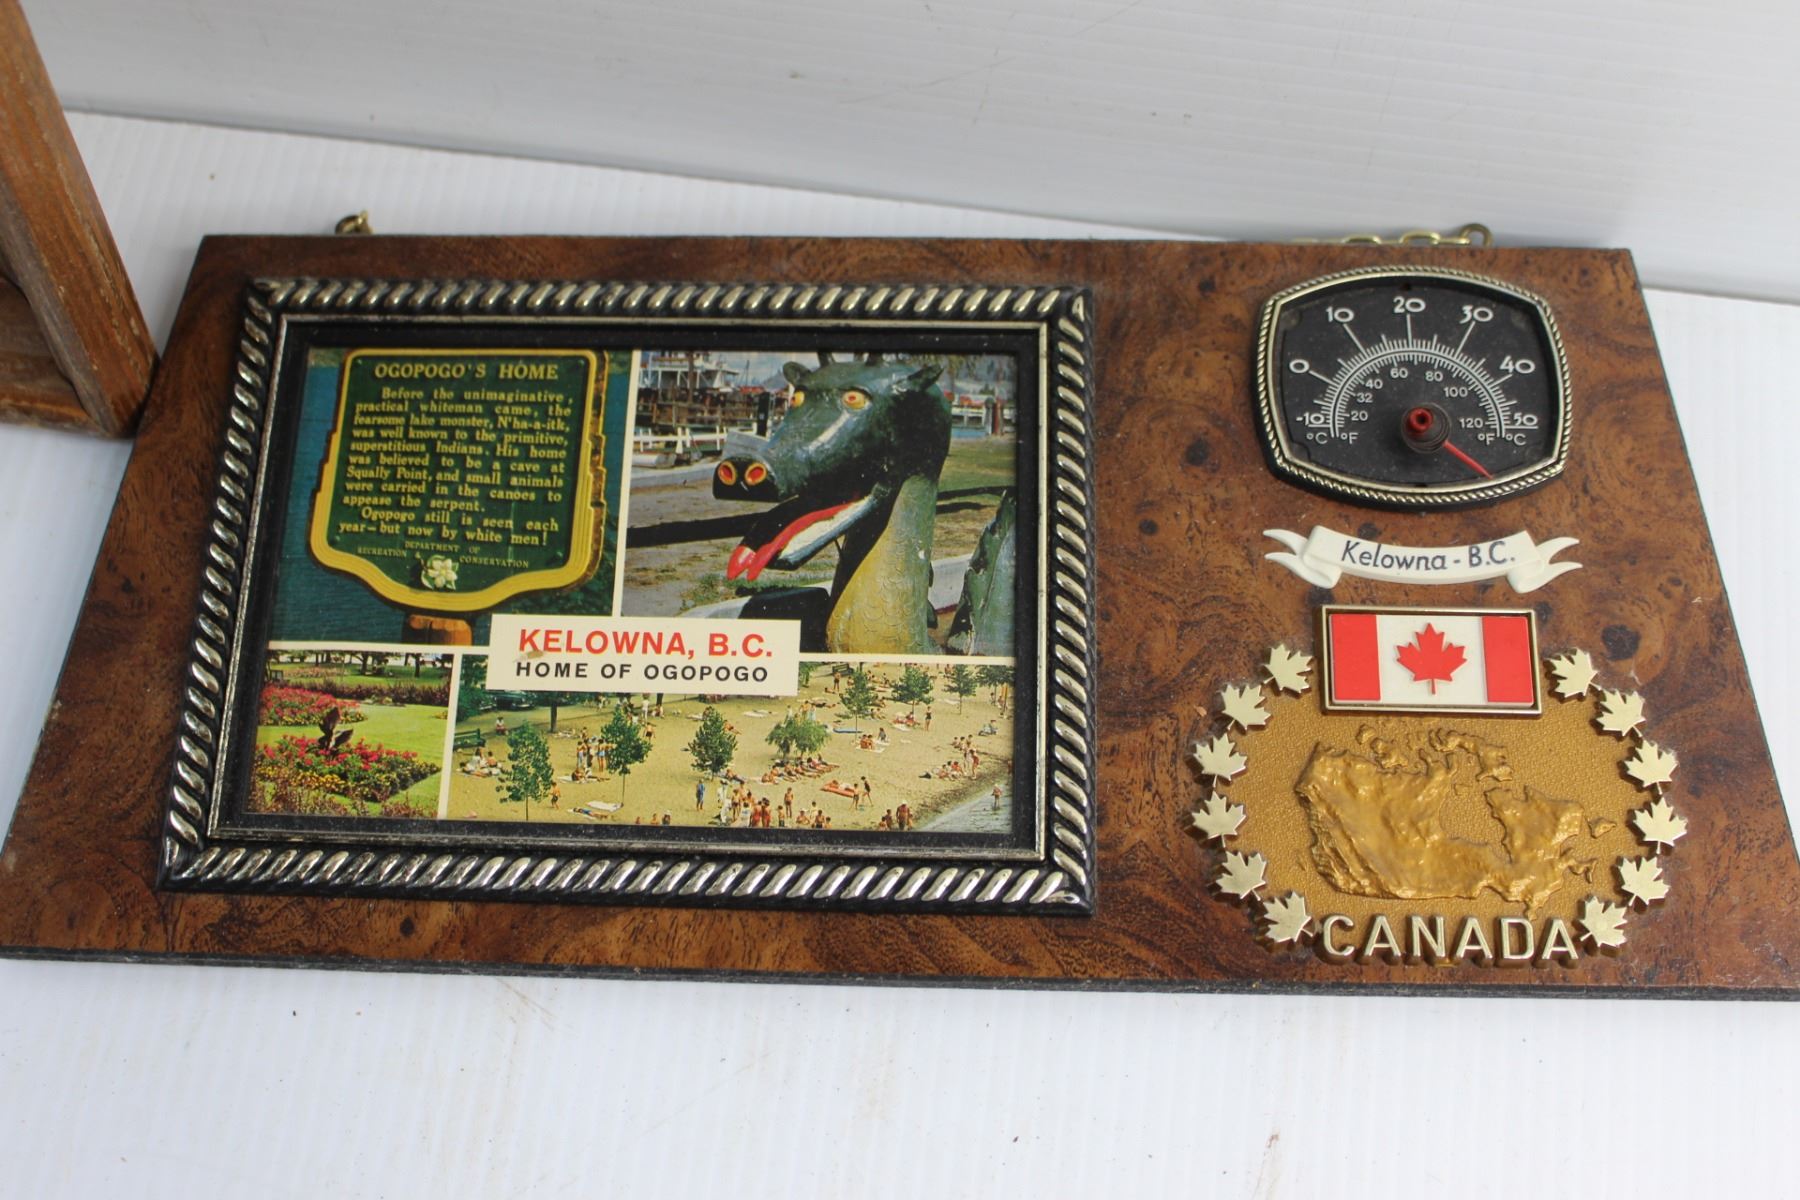 OGOPOGO'S HOME
Before the unimaginative,
practical whiteman came, the
fearsome lake monster, N'ha-a-itk,
was well known to the primitive,
superstitious Indians. His home
was believed to be a cave at
Squally Point, and small animals
were carried in the canoes to
appease the serpent.
Ogopogo still is seen each
year—but now by white men!
DEPARTMENT OF
RECREATION & CONSERVATION
KELOWNA, B.C.
HOME OF OGOPOGO
-10 0 10 20 30 40 50
20 32 40 60 80 100 120
°C °F °F °C
Kelowna - B.C.
CANADA